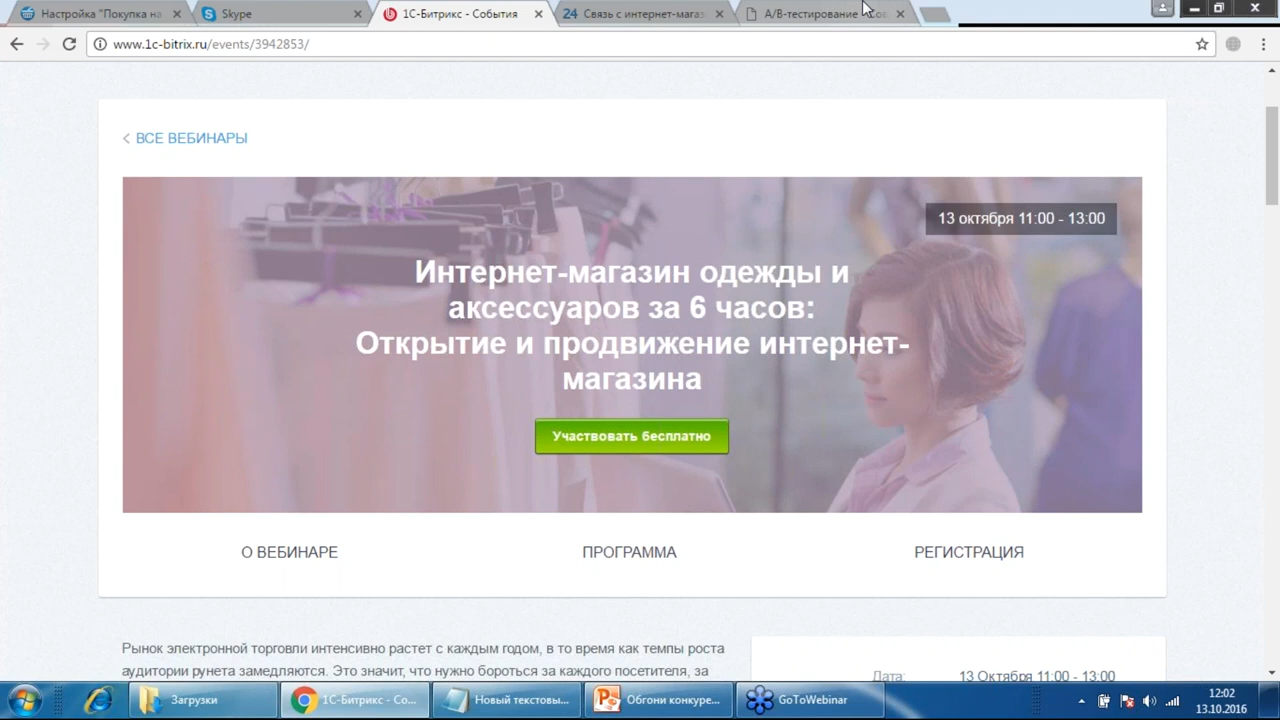 Настройка "Покупка на
Skype
1С-Битрикс - События
24 Связь с интернет-магаз
A/B-тестирование
www.1c-bitrix.ru/events/3942853/
< ВСЕ ВЕБИНАРЫ
13 октября 11:00 - 13:00
Интернет-магазин одежды и
аксессуаров за 6 часов:
Открытие и продвижение интернет-
магазина
Участвовать бесплатно
О ВЕБИНАРЕ
ПРОГРАММА
РЕГИСТРАЦИЯ
Рынок электронной торговли интенсивно растет с каждым годом, в то время как темпы роста
аудитории рунета замедляются. Это значит, что нужно бороться за каждого посетителя, за
Дата:
13 Октября 11:00 - 13:00
Загрузки
1С-Битрикс - Со...
Новый текстовы...
Обгони конкуре...
GoToWebinar
12:02
13.10.2016